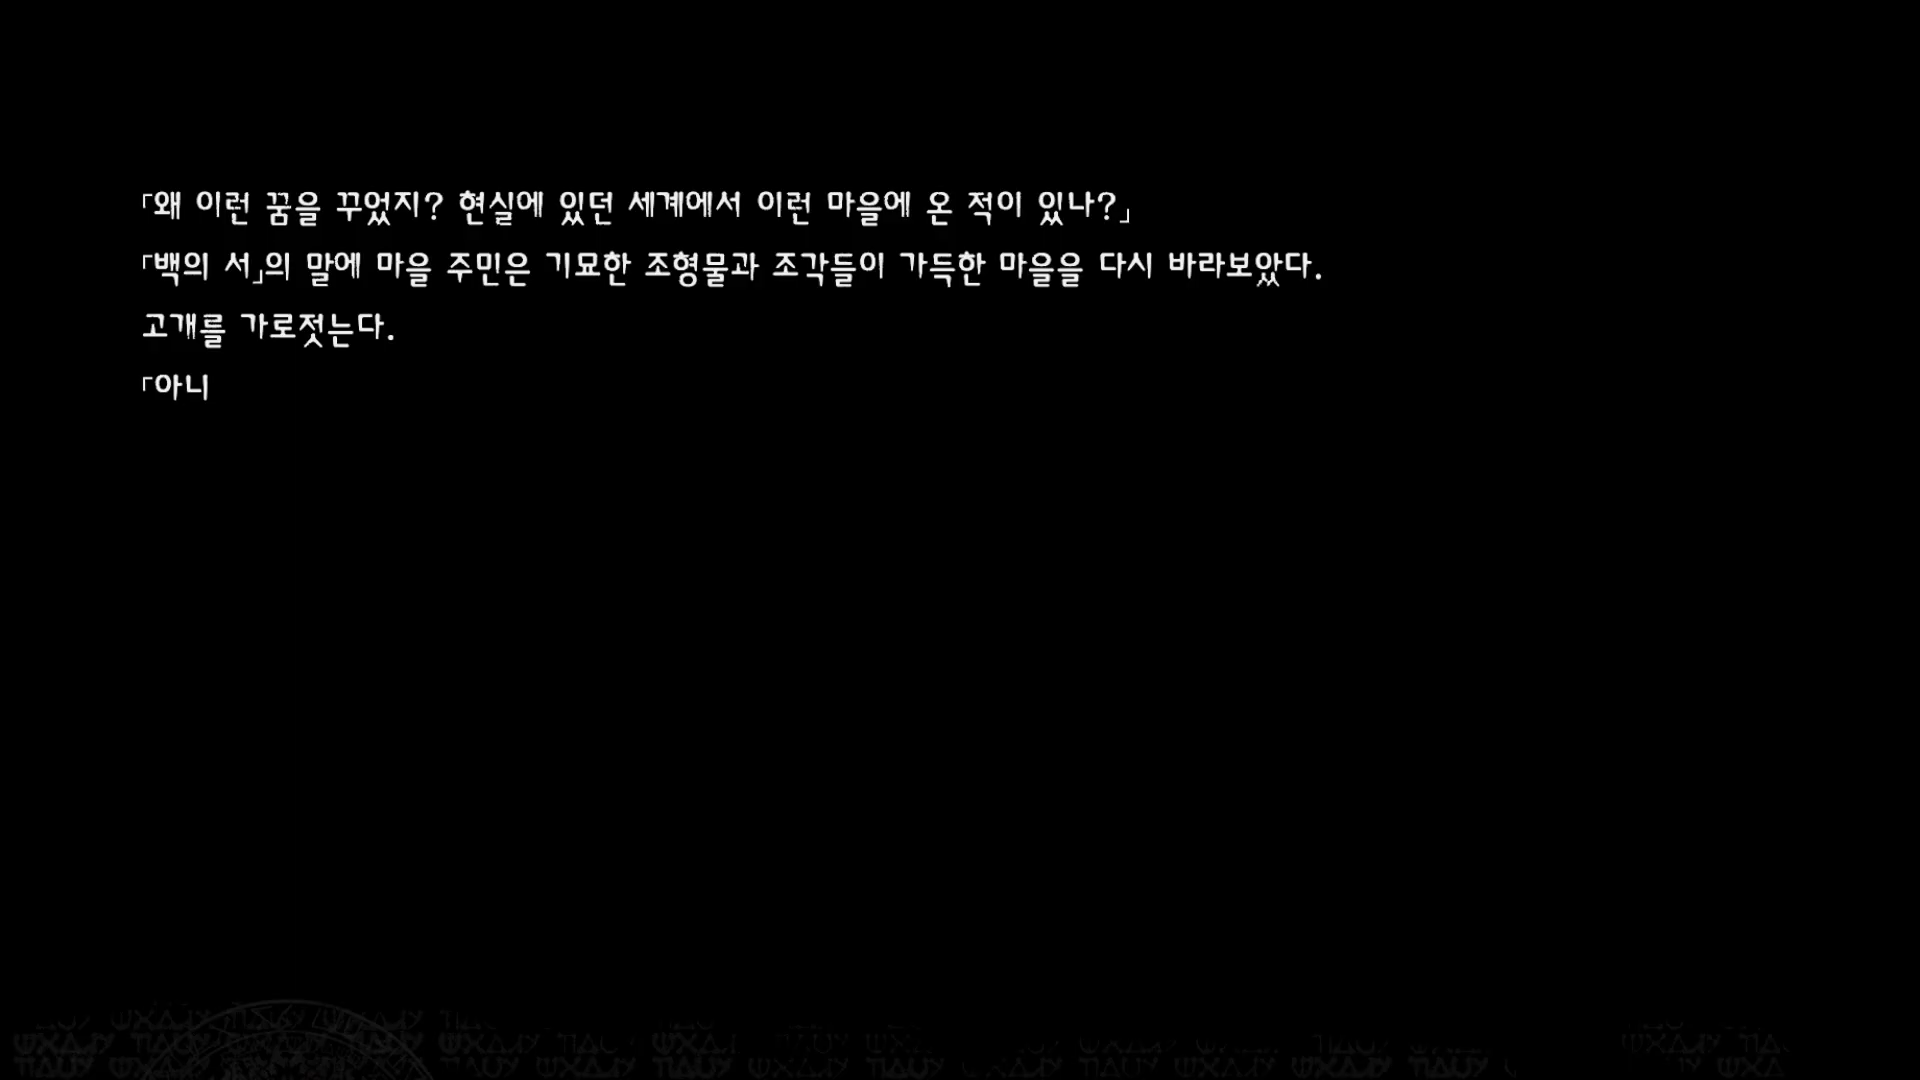 「왜 이런 꿈을 꾸었지? 현실에 있던 세계에서 이런 마을에 온 적이 있나?」
「백의 서」의 말에 마을 주민은 기묘한 조형물과 조각들이 가득한 마을을 다시 바라보았다.
고개를 가로젓는다.
「아니